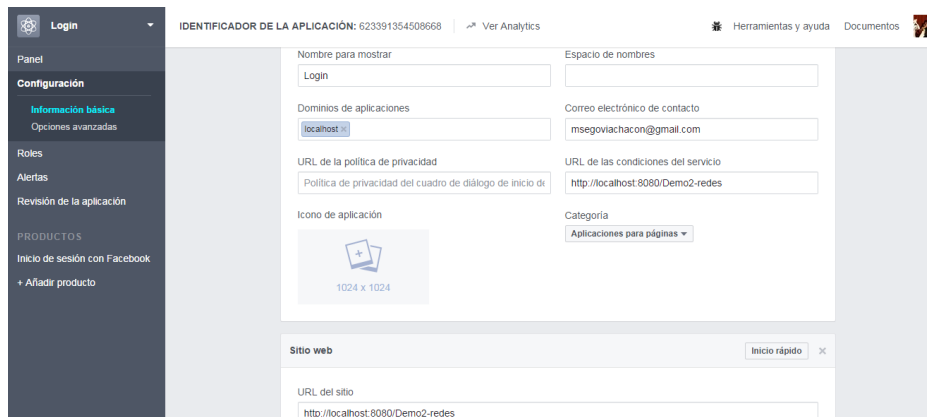 Login
IDENTIFICADOR DE LA APLICACIÓN: 623391354508668
Ver Analytics
Herramientas y ayuda
Documentos
Panel
Configuración
Información básica
Opciones avanzadas
Roles
Alertas
Revisión de la aplicación
PRODUCTOS
Inicio de sesión con Facebook
+ Añadir producto
Nombre para mostrar
Login
Espacio de nombres
Dominios de aplicaciones
localhost ×
Correo electrónico de contacto
msegoviachacon@gmail.com
URL de la política de privacidad
Política de privacidad del cuadro de diálogo de inicio de
URL de las condiciones del servicio
http://localhost:8080/Demo2-redes
Icono de aplicación
1024 x 1024
Categoría
Aplicaciones para páginas
Sitio web
Inicio rápido
URL del sitio
http://localhost:8080/Demo2-redes